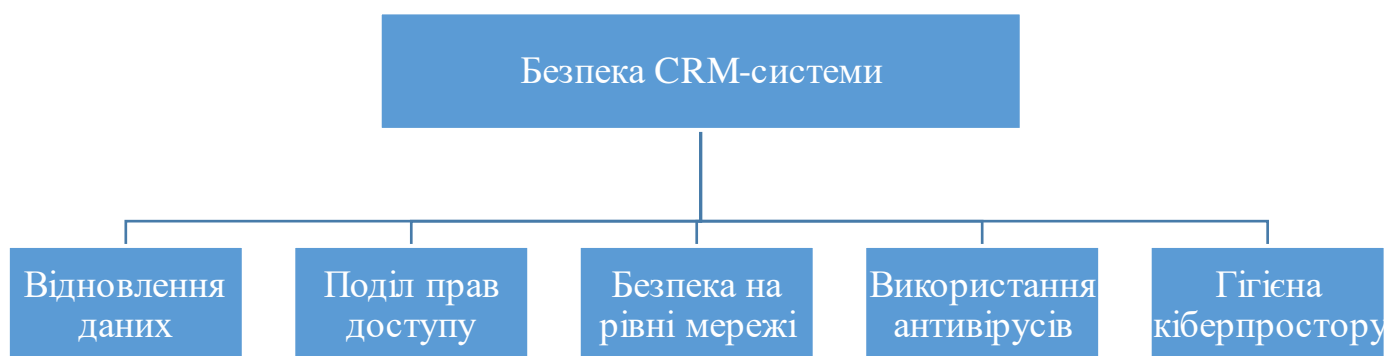 Безпека CRM-системи
Відновлення
даних
Поділ прав
доступу
Безпека на
рівні мережі
Використання
антивірусів
Гігієна
кіберпростору